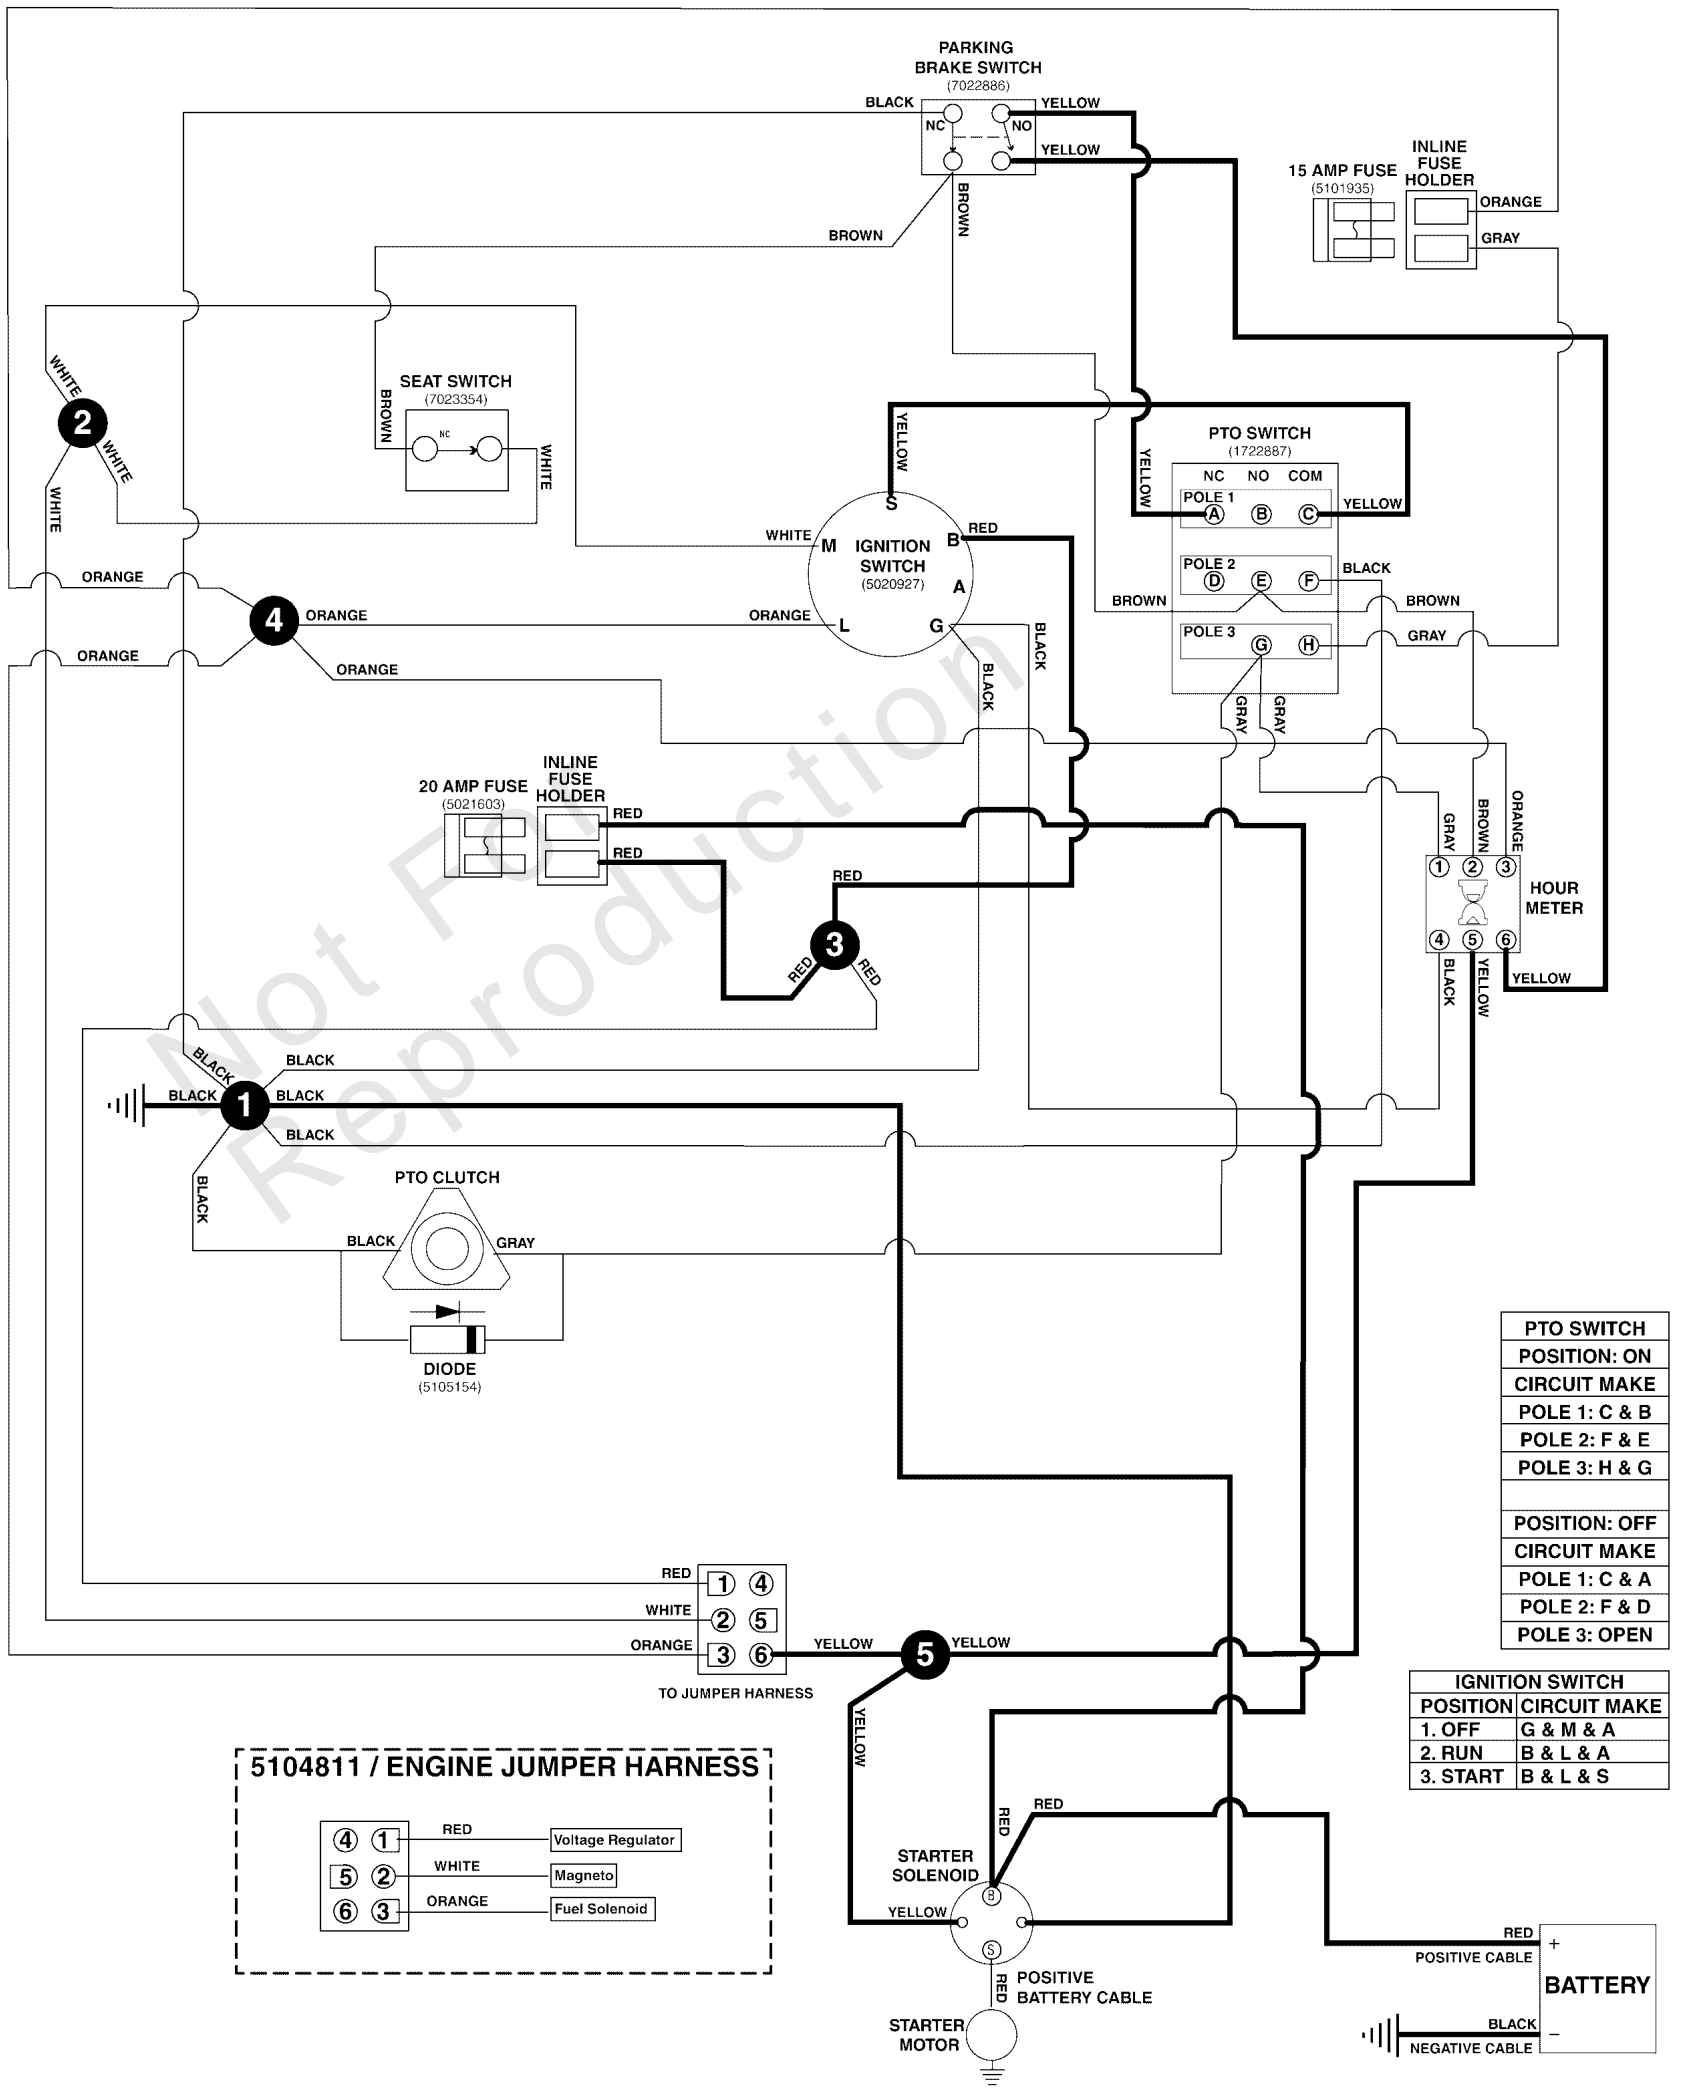 PARKING
BRAKE SWITCH
(7022886)
BLACK
YELLOW
NC
NO
YELLOW
BROWN
BROWN
15 AMP FUSE
(5101935)
INLINE
FUSE
HOLDER
ORANGE
GRAY
WHITE
2
WHITE
WHITE
SEAT SWITCH
(7023354)
BROWN
NC
WHITE
YELLOW
S
WHITE
M
IGNITION
SWITCH
(5020927)
B
RED
A
L
G
BLACK
BLACK
PTO SWITCH
(1722887)
NC NO COM
POLE 1
A B C
YELLOW
YELLOW
POLE 2
D E F
BLACK
BROWN
BROWN
POLE 3
G H
GRAY
GRAY
GRAY
ORANGE
4
ORANGE
ORANGE
ORANGE
ORANGE
20 AMP FUSE
(5021603)
INLINE
FUSE
HOLDER
RED
RED
RED
3
RED
RED
GRAY
BROWN
ORANGE
1 2 3
HOUR
METER
4 5 6
BLACK
YELLOW
YELLOW
Not For
Reproduction
BLACK
BLACK
BLACK
1
BLACK
BLACK
BLACK
PTO CLUTCH
BLACK
GRAY
DIODE
(5105154)
PTO SWITCH
POSITION: ON
CIRCUIT MAKE
POLE 1: C & B
POLE 2: F & E
POLE 3: H & G
POSITION: OFF
CIRCUIT MAKE
POLE 1: C & A
POLE 2: F & D
POLE 3: OPEN
RED
1 4
WHITE
2 5
ORANGE
3 6
YELLOW
5
YELLOW
TO JUMPER HARNESS
YELLOW
IGNITION SWITCH
POSITION CIRCUIT MAKE
1. OFF G & M & A
2. RUN B & L & A
3. START B & L & S
5104811 / ENGINE JUMPER HARNESS
4 1
RED
Voltage Regulator
5 2
WHITE
Magneto
6 3
ORANGE
Fuel Solenoid
RED
RED
STARTER
SOLENOID
B
YELLOW
S
RED
POSITIVE
BATTERY CABLE
STARTER
MOTOR
RED
POSITIVE CABLE
+
BATTERY
BLACK
NEGATIVE CABLE
−